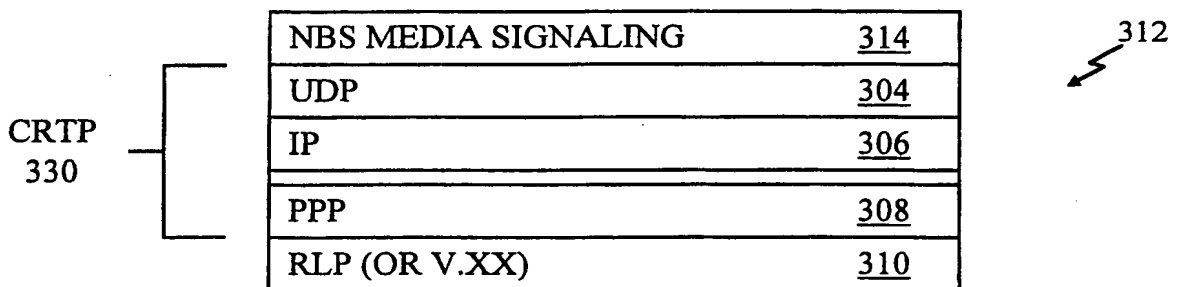 NBS MEDIA SIGNALING 314
312
UDP 304
CRTP
330
IP 306
PPP 308
RLP (OR V.XX) 310